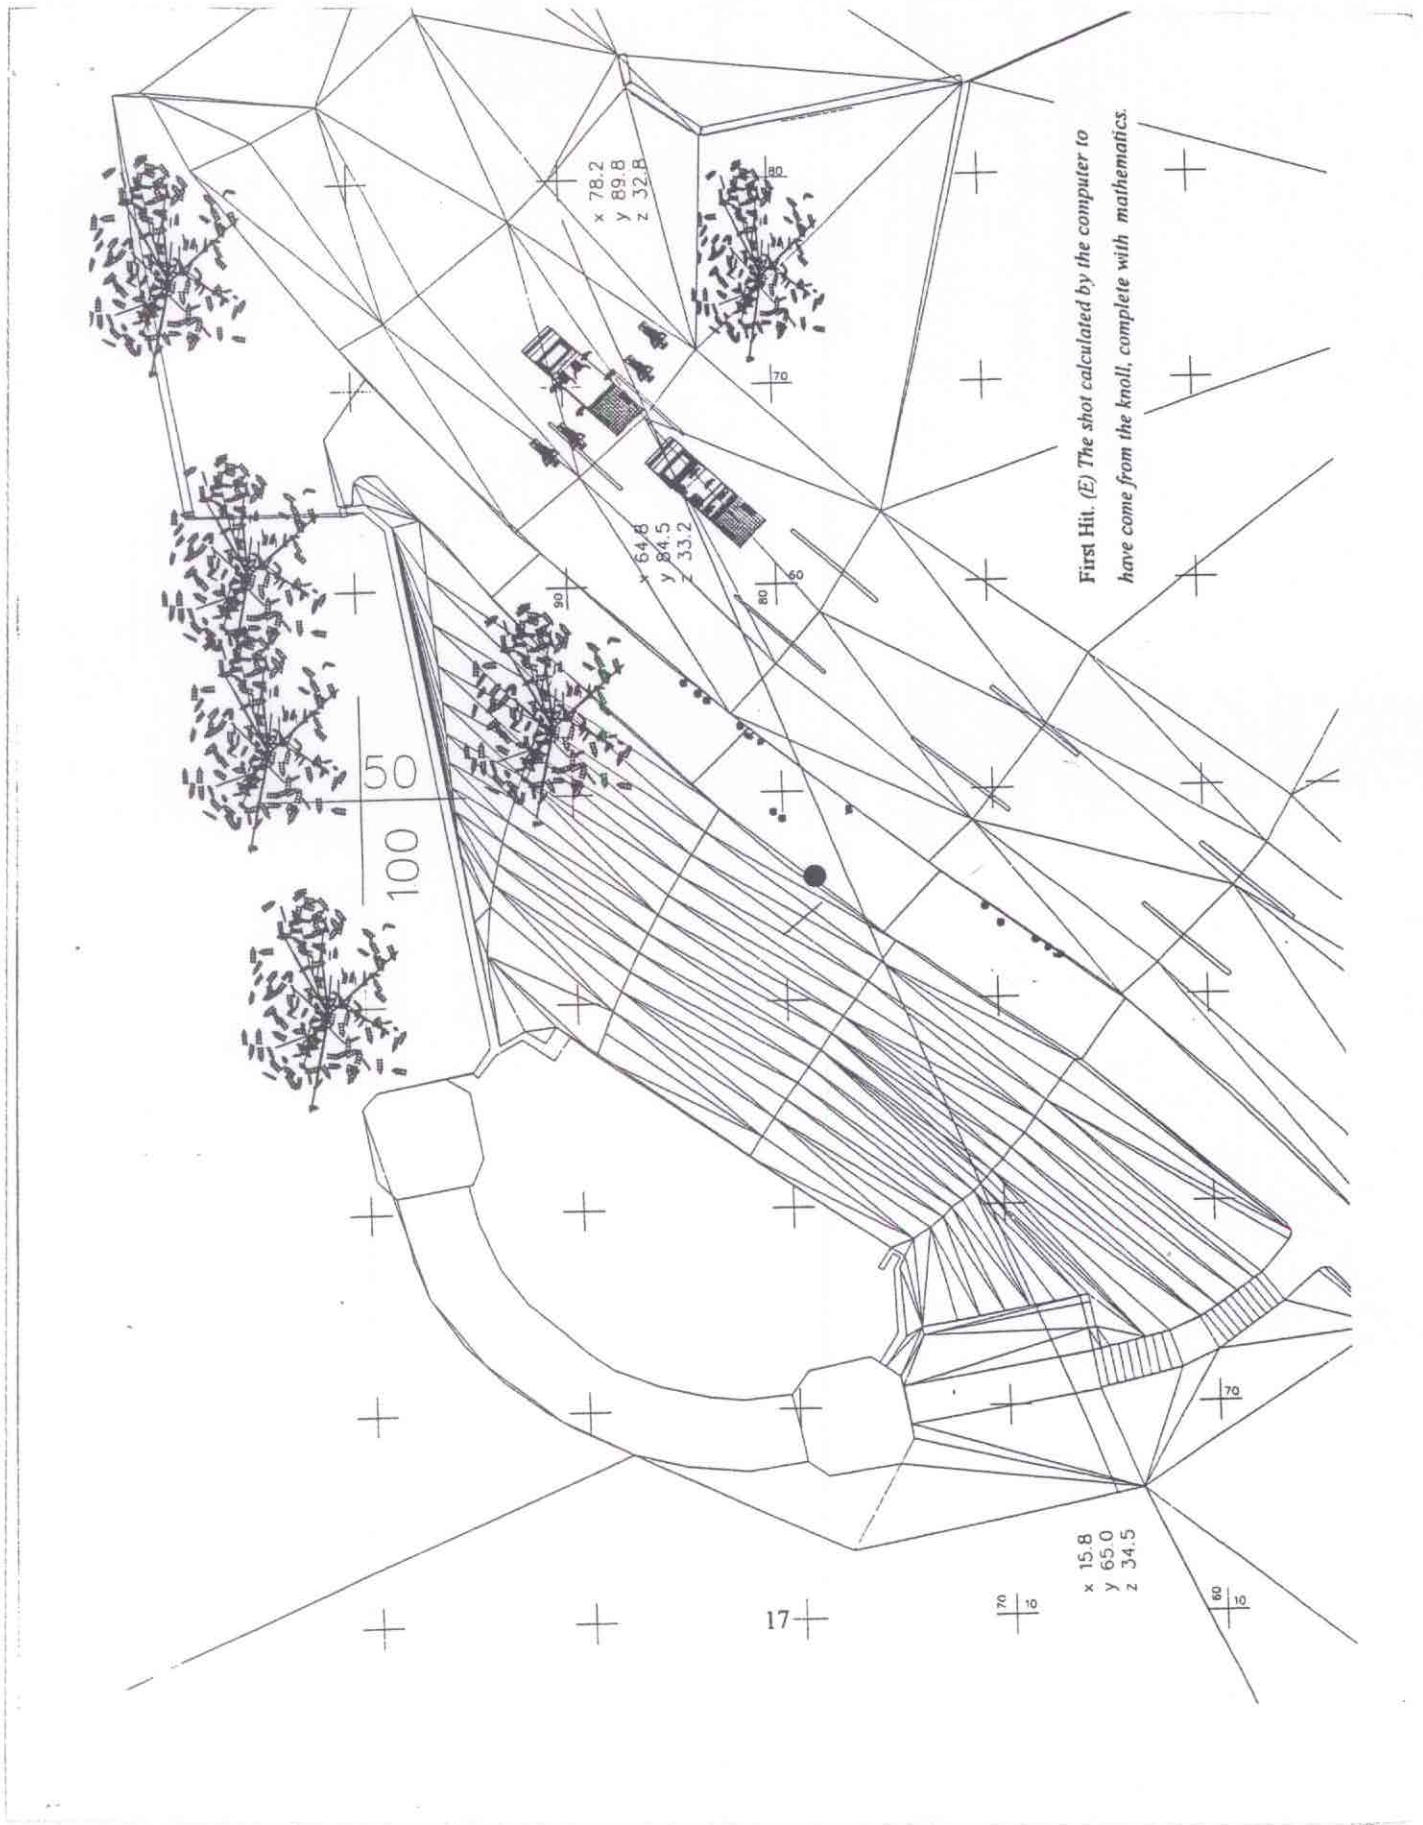 x 78.2
y 89.8
z 32.8
80
70
x 64.8
y 84.5
z 33.2
90
80 60
50
100
100
First Hit. (E) The shot calculated by the computer to
have come from the knoll, complete with mathematics.
70
x 15.8
y 65.0
z 34.5
17
70 10
60 10